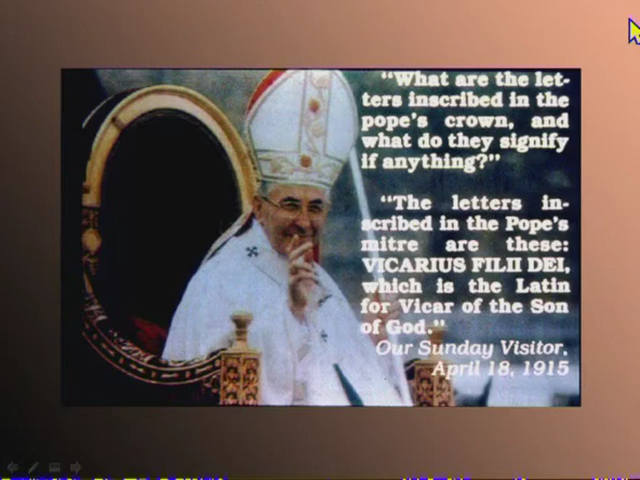 “What are the let-
ters inscribed in the
pope’s crown, and
what do they signify
if anything?”
“The letters in-
scribed in the Pope’s
mitre are these:
VICARIUS FILII DEI,
which is the Latin
for Vicar of the Son
of God.”
Our Sunday Visitor,
April 18, 1915